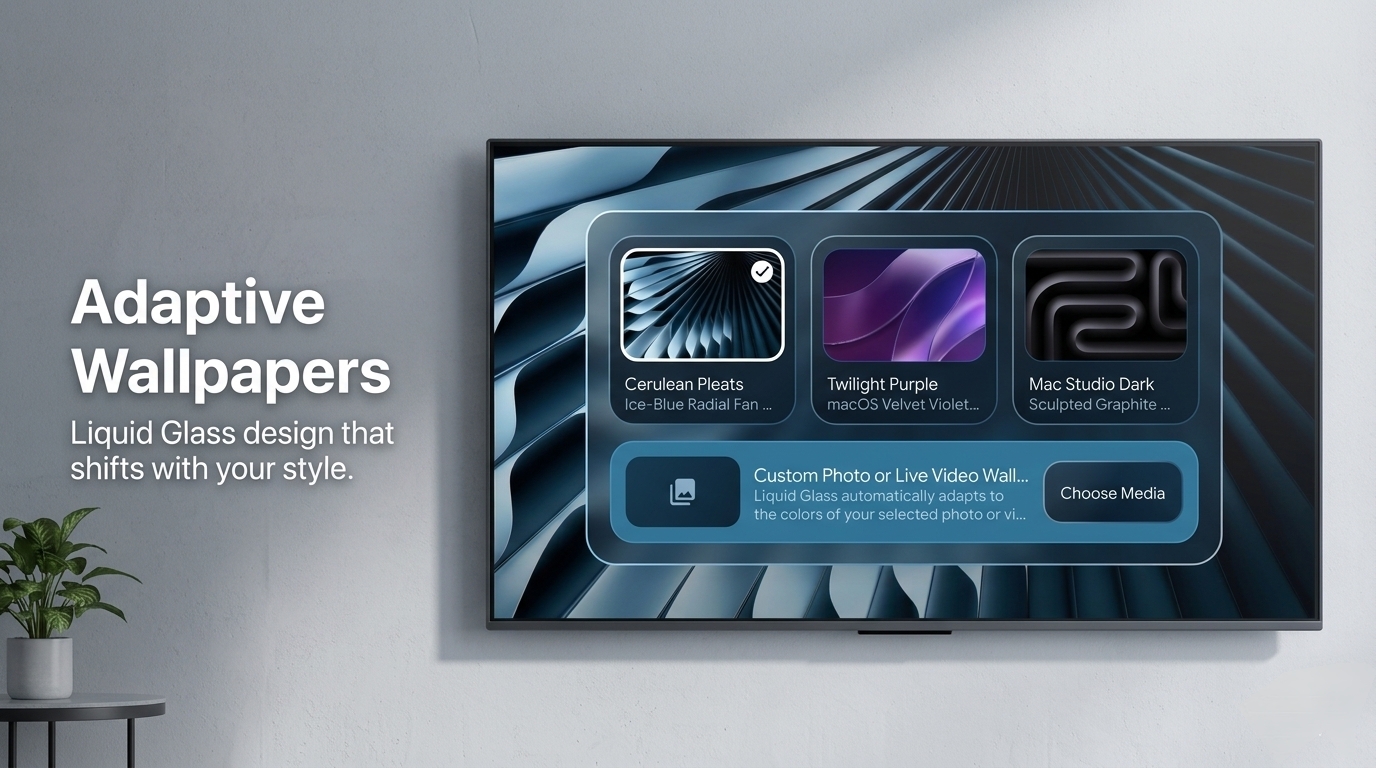 Adaptive
Wallpapers
Liquid Glass design that
shifts with your style.
Cerulean Pleats
Ice-Blue Radial Fan ...
Twilight Purple
macOS Velvet Violet...
Mac Studio Dark
Sculpted Graphite ...
Custom Photo or Live Video Wall...
Liquid Glass automatically adapts to
the colors of your selected photo or vi...
Choose Media